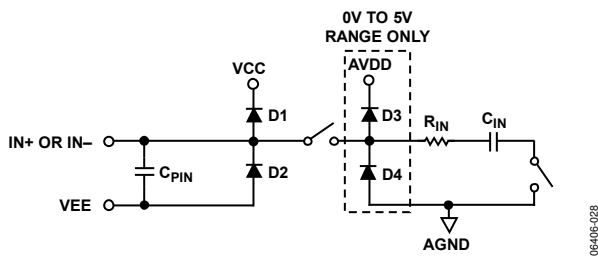 0V TO 5V
RANGE ONLY
AVDD
VCC
D1
D3
RIN
CIN
IN+ OR IN–
CPIN
D2
D4
VEE
AGND
06406-028